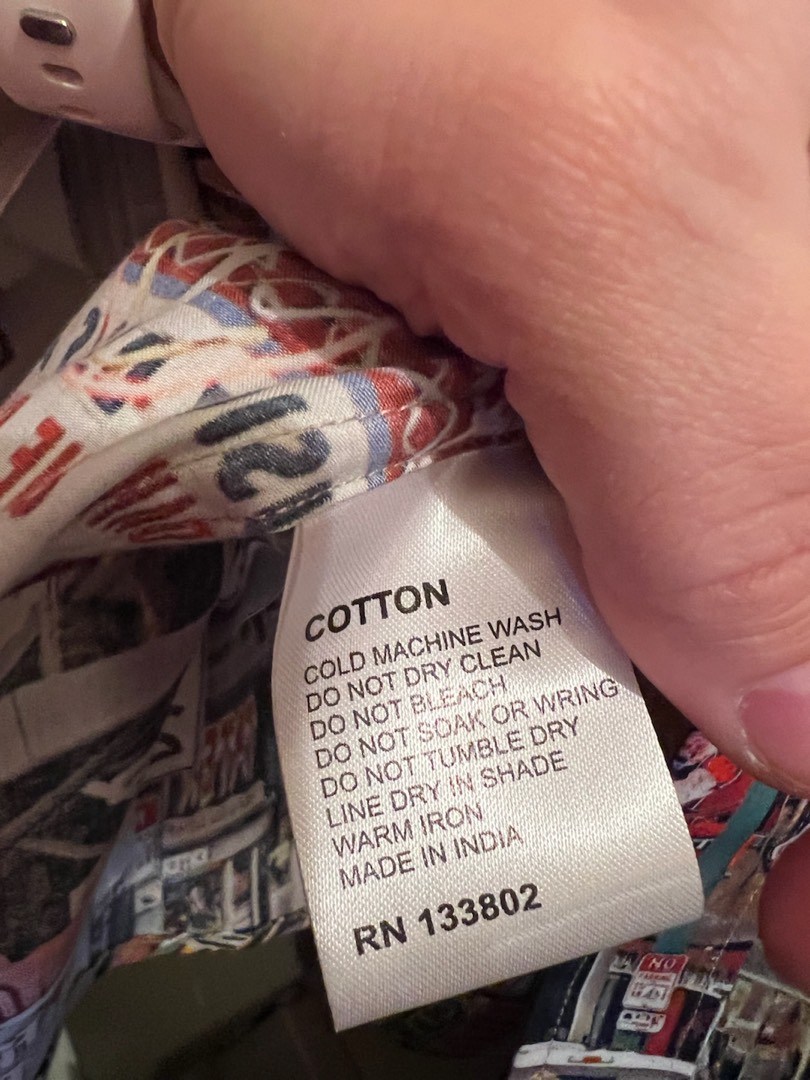 COTTON
COLD MACHINE WASH
DO NOT DRY CLEAN
DO NOT BLEACH
DO NOT SOAK OR WRING
DO NOT TUMBLE DRY
LINE DRY IN SHADE
WARM IRON
MADE IN INDIA
RN 133802
NO